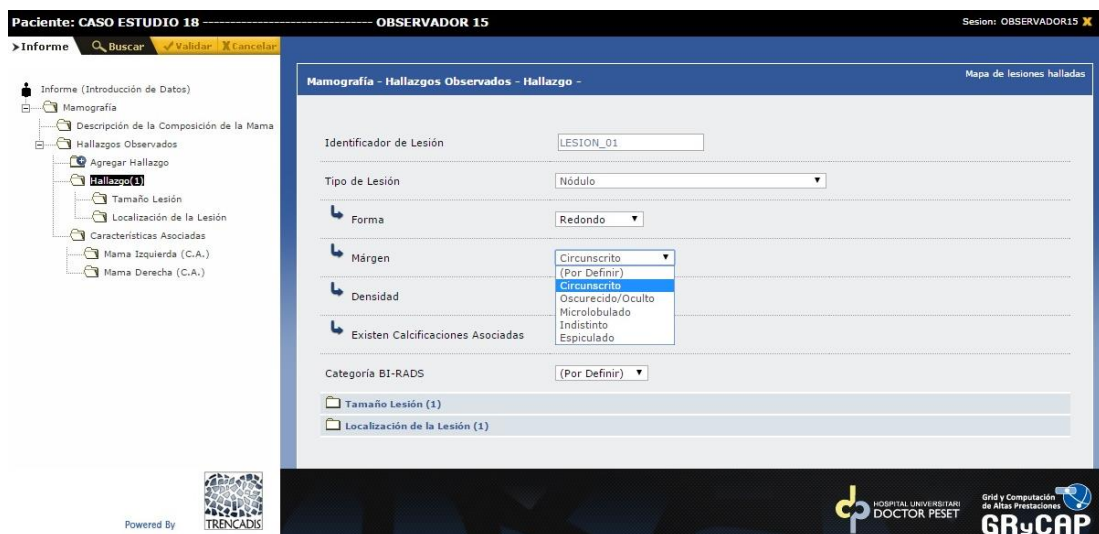 Paciente: CASO ESTUDIO 18 -------------------------------- OBSERVADOR 15
Sesion: OBSERVADOR15 X
Informe
Buscar
Validar
Cancelar
Informe (Introducción de Datos)
Mamografía
Descripción de la Composición de la Mama
Hallazgos Observados
Agregar Hallazgo
Hallazgo(1)
Tamaño Lesión
Localización de la Lesión
Características Asociadas
Mama Izquierda (C.A.)
Mama Derecha (C.A.)
Mamografía - Hallazgos Observados - Hallazgo -
Mapa de lesiones halladas
Identificador de Lesión
LESION_01
Tipo de Lesión
Nódulo
Forma
Redondo
Márgen
Circunscrito
(Por Definir)
Circunscrito
Oscurecido/Oculto
Microlobulado
Indistinto
Espiculado
Densidad
Existen Calcificaciones Asociadas
Categoría BI-RADS
(Por Definir)
Tamaño Lesión (1)
Localización de la Lesión (1)
Powered By
TRENCADIS
HOSPITAL UNIVERSITARI
DOCTOR PESET
Grid y Computación
de Altas Prestaciones
GRyCAP